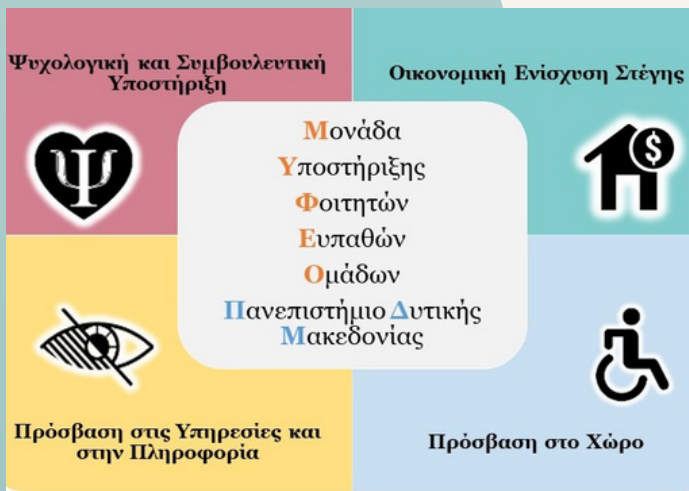 Ψυχολογική και Συμβουλευτική
Υποστήριξη
Οικονομική Ενίσχυση Στέγης
Ψ
$
Μονάδα
Υποστήριξης
Φοιτητών
Ευπαθών
Ομάδων
Πανεπιστήμιο Δυτικής
Μακεδονίας
Πρόσβαση στις Υπηρεσίες και
στην Πληροφορία
Πρόσβαση στο Χώρο